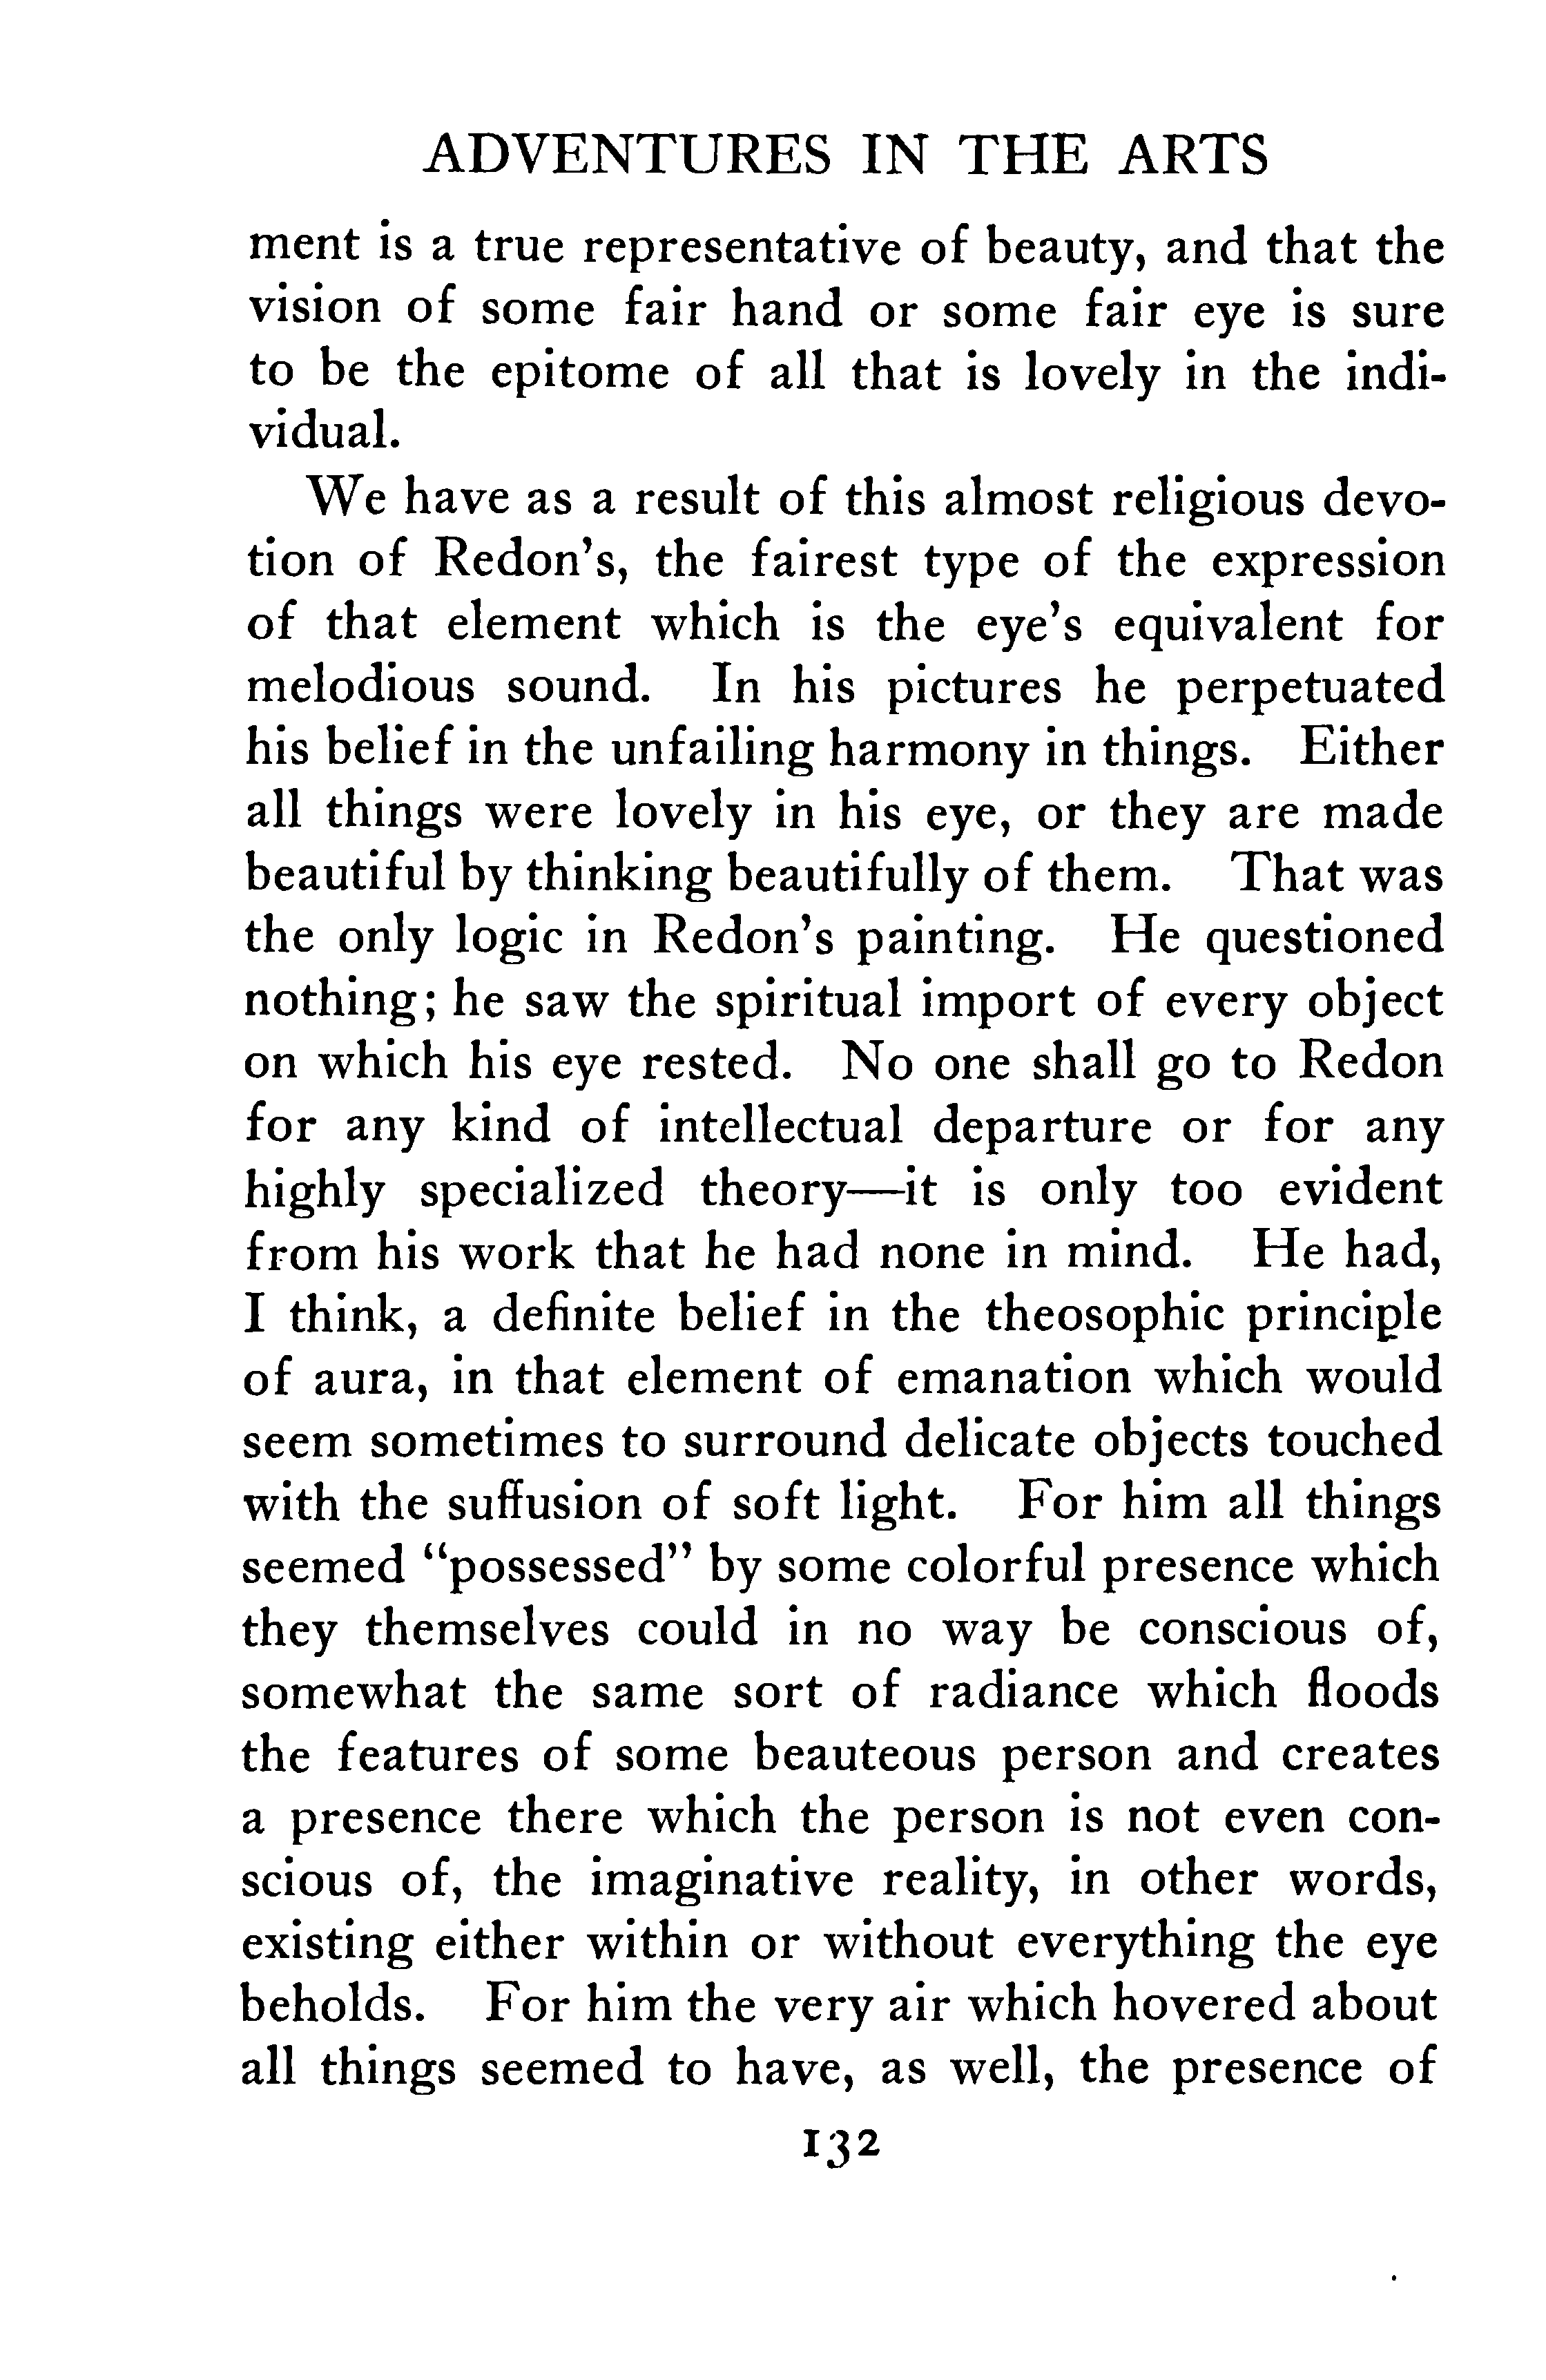 ADVENTURES IN THE ARTS
ment is a true representative of beauty, and that the
vision of some fair hand or some fair eye is sure
to be the epitome of all that is lovely in the indi-
vidual.
We have as a result of this almost religious devo-
tion of Redon's, the fairest type of the expression
of that element which is the eye's equivalent for
melodious sound. In his pictures he perpetuated
his belief in the unfailing harmony in things. Either
all things were lovely in his eye, or they are made
beautiful by thinking beautifully of them. That was
the only logic in Redon's painting. He questioned
nothing; he saw the spiritual import of every object
on which his eye rested. No one shall go to Redon
for any kind of intellectual departure or for any
highly specialized theory—it is only too evident
from his work that he had none in mind. He had,
I think, a definite belief in the theosophic principle
of aura, in that element of emanation which would
seem sometimes to surround delicate objects touched
with the suffusion of soft light. For him all things
seemed "possessed" by some colorful presence which
they themselves could in no way be conscious of,
somewhat the same sort of radiance which floods
the features of some beauteous person and creates
a presence there which the person is not even con-
scious of, the imaginative reality, in other words,
existing either within or without everything the eye
beholds. For him the very air which hovered about
all things seemed to have, as well, the presence of
132